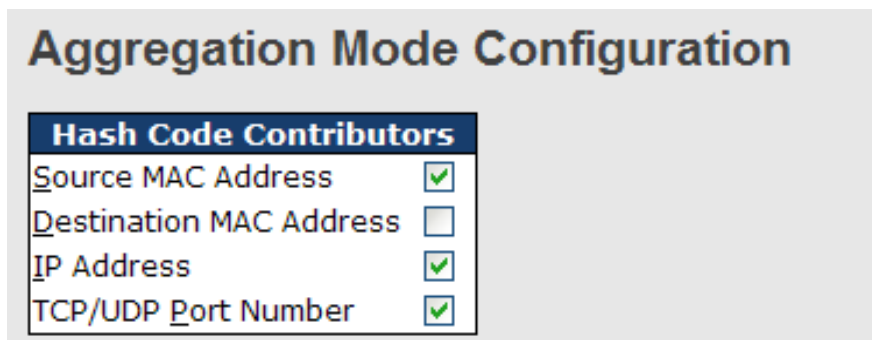 Aggregation Mode Configuration
Hash Code Contributors
Source MAC Address
Destination MAC Address
IP Address
TCP/UDP Port Number